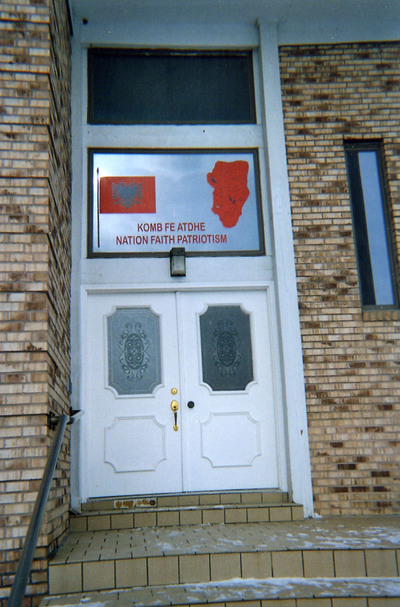 KOMB FE ATDHE
NATION FAITH PATRIOTISM